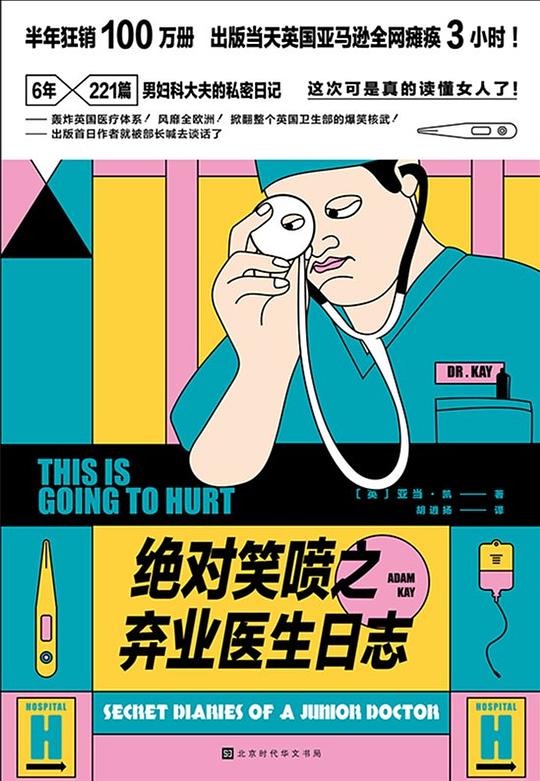 半年狂销100万册 出版当天英国亚马逊全网瘫痪3小时！
6年 221篇 男妇科大夫的私密日记 这次可是真的读懂女人了！
—— 轰炸英国医疗体系！风靡全欧洲！掀翻整个英国卫生部的爆笑核武！
—— 出版首日作者就被部长喊去谈话了
DR.KAY
THIS IS
GOING TO HURT
［英］亚当·凯 —— 著
胡逍扬 —— 译
绝对笑喷之
弃业医生日志
ADAM
KAY
SECRET DIARIES OF A JUNIOR DOCTOR
HOSPITAL
H
HOSPITAL
H
北京时代华文书局